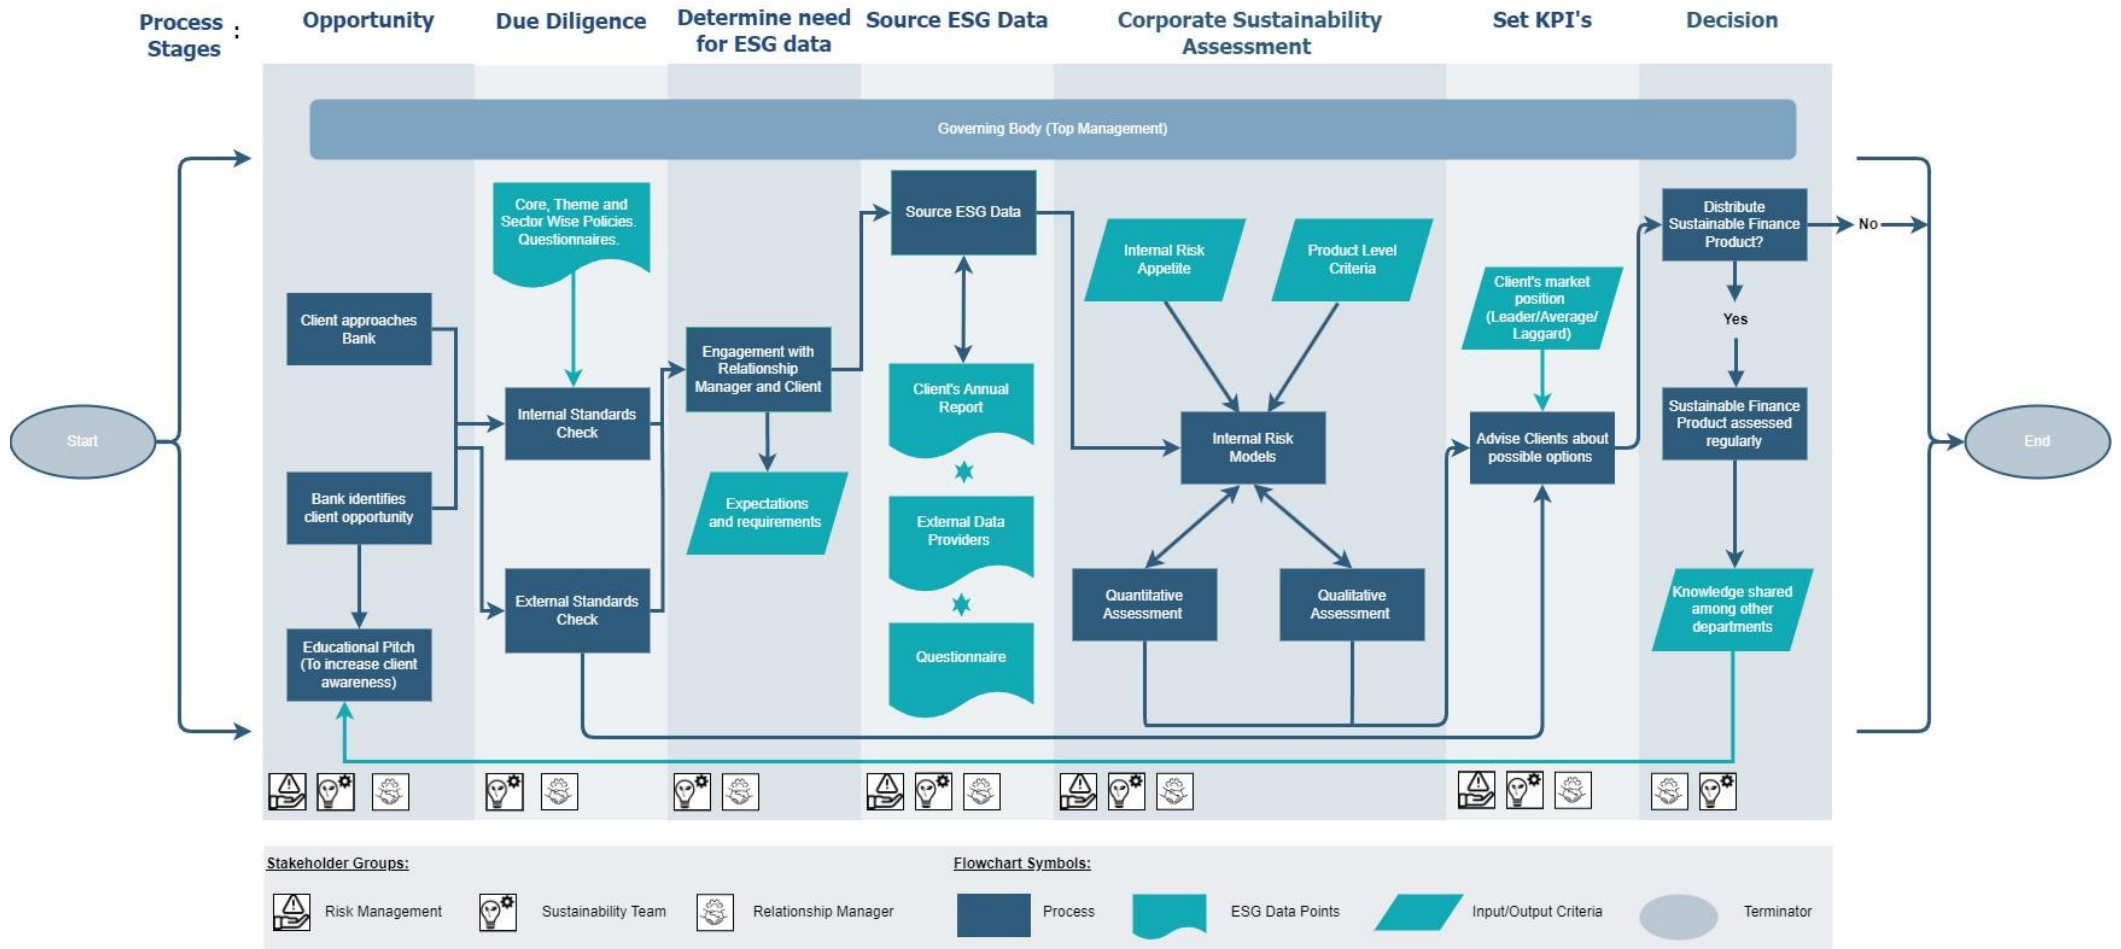 Process
Stages :
Opportunity
Due Diligence
Determine need
for ESG data
Source ESG Data
Corporate Sustainability
Assessment
Set KPI's
Decision
Governing Body (Top Management)
Start
Client approaches
Bank
Bank identifies
client opportunity
Educational Pitch
(To increase client
awareness)
Core, Theme and
Sector Wise Policies.
Questionnaires.
Internal Standards
Check
External Standards
Check
Engagement with
Relationship
Manager and Client
Expectations
and requirements
Source ESG Data
Client's Annual
Report
External Data
Providers
Questionnaire
Internal Risk
Appetite
Product Level
Criteria
Internal Risk
Models
Quantitative
Assessment
Qualitative
Assessment
Client's market
position
(Leader/Average/
Laggard)
Advise Clients about
possible options
Distribute
Sustainable Finance
Product?
No
Yes
Sustainable Finance
Product assessed
regularly
Knowledge shared
among other
departments
End
Stakeholder Groups:
Risk Management
Sustainability Team
Relationship Manager
Flowchart Symbols:
Process
ESG Data Points
Input/Output Criteria
Terminator